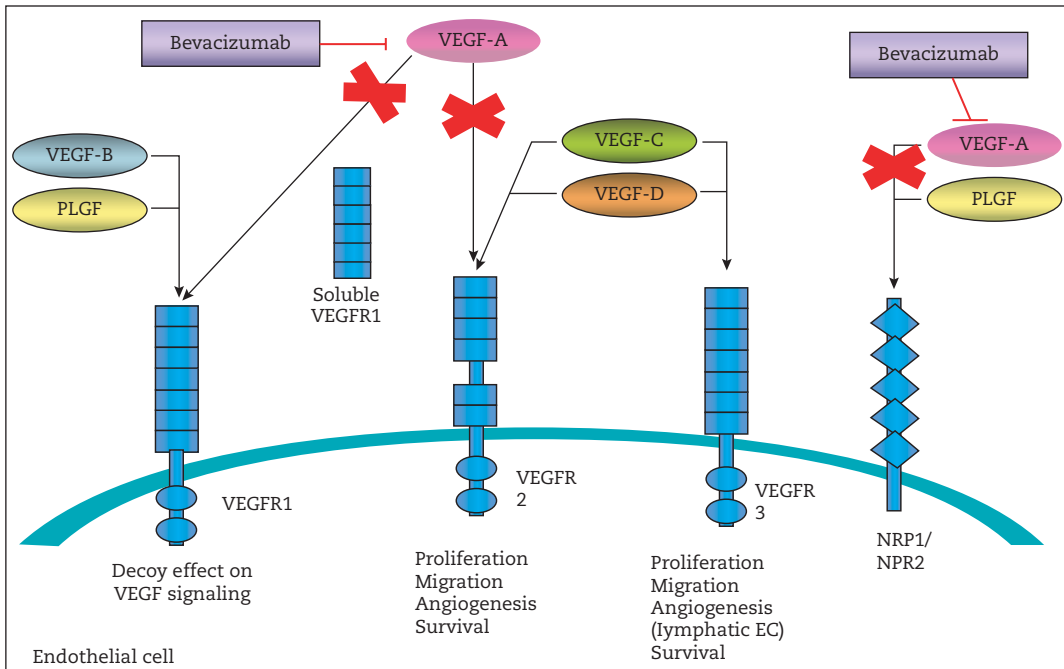 Bevacizumab
VEGF-A
Bevacizumab
VEGF-B
PLGF
VEGF-C
VEGF-D
VEGF-A
PLGF
Soluble
VEGFR1
VEGFR1
VEGFR
2
VEGFR
3
NRP1/
NPR2
Decoy effect on
VEGF signaling
Proliferation
Migration
Angiogenesis
Survival
Proliferation
Migration
Angiogenesis
(Iymphatic EC)
Survival
Endothelial cell